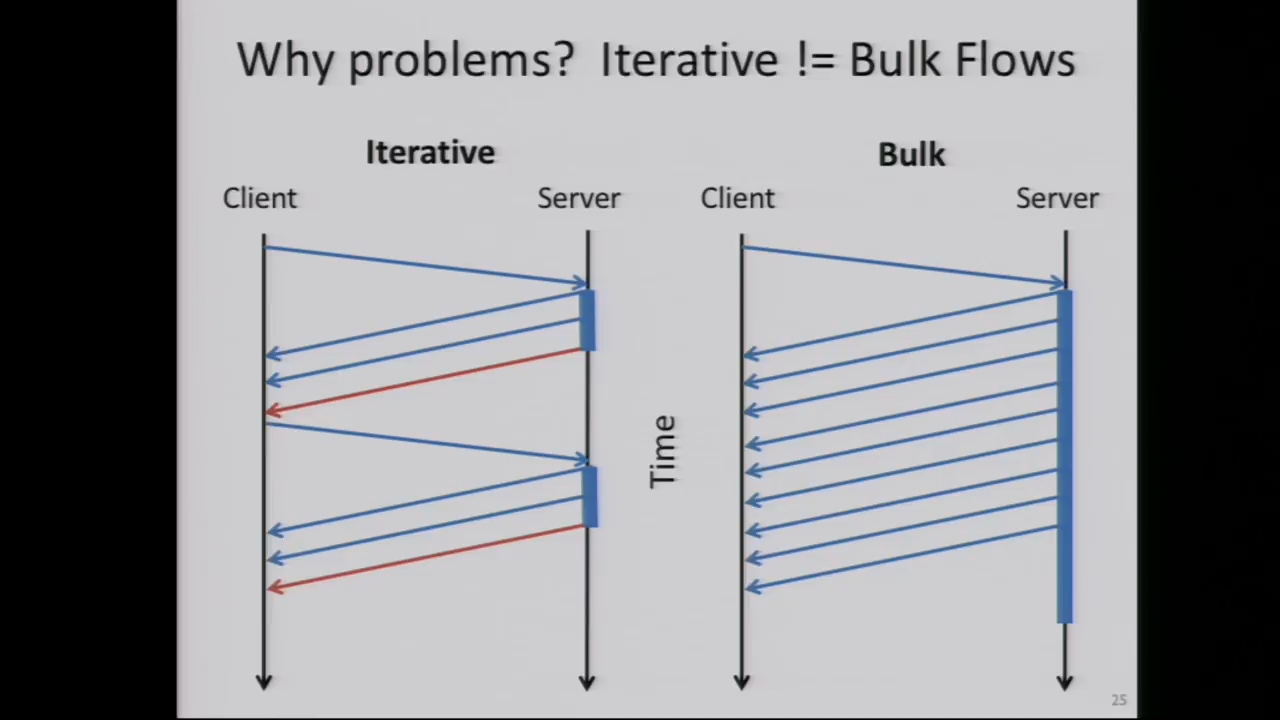 Why problems? Iterative != Bulk Flows
Iterative
Bulk
Client
Server
Client
Server
Time
25